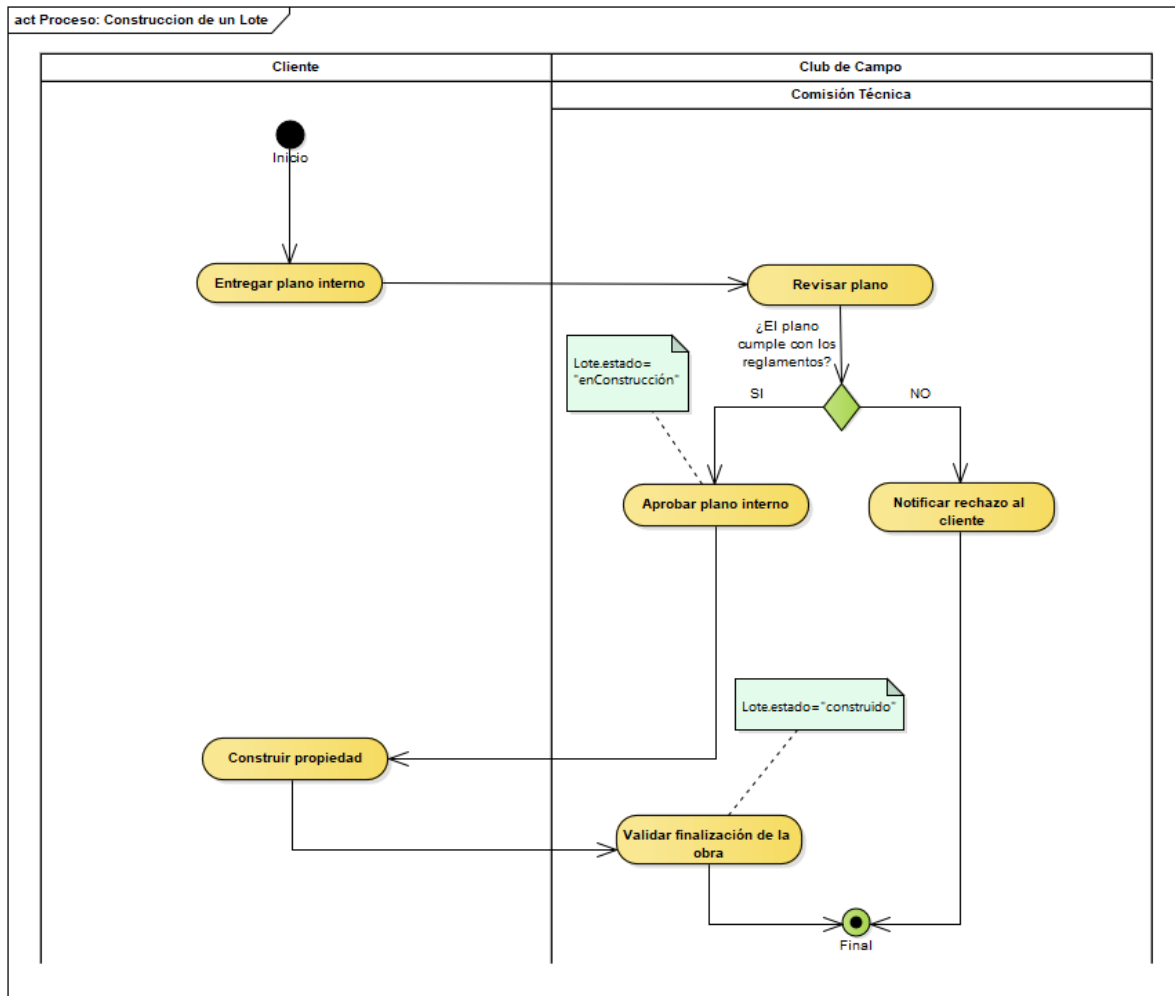 act Proceso: Construccion de un Lote
Cliente
Club de Campo
Comisión Técnica
Inicio
Entregar plano interno
Revisar plano
¿El plano
cumple con los
reglamentos?
Lote.estado=
"enConstrucción"
SI
NO
Aprobar plano interno
Notificar rechazo al
cliente
Lote.estado="construido"
Construir propiedad
Validar finalización de la
obra
Final